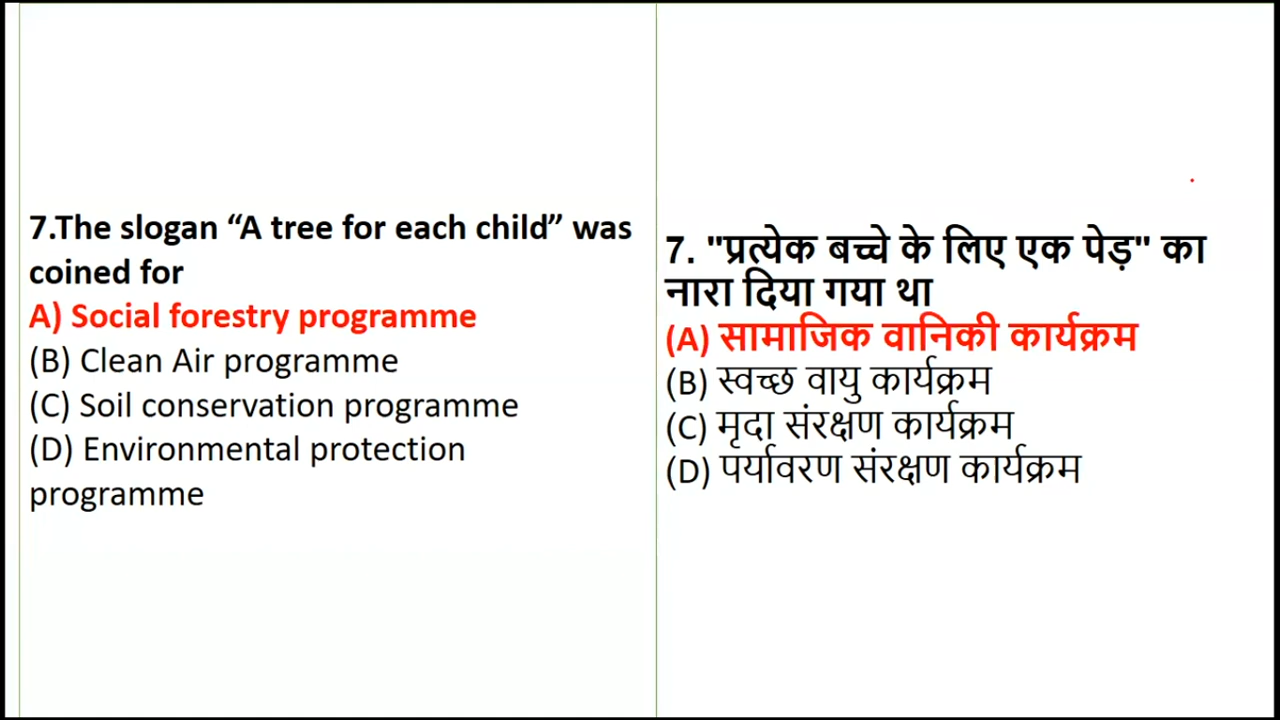 7.The slogan “A tree for each child” was
coined for
A) Social forestry programme
(B) Clean Air programme
(C) Soil conservation programme
(D) Environmental protection
programme
7. "प्रत्येक बच्चे के लिए एक पेड़" का
नारा दिया गया था
(A) सामाजिक वानिकी कार्यक्रम
(B) स्वच्छ वायु कार्यक्रम
(C) मृदा संरक्षण कार्यक्रम
(D) पर्यावरण संरक्षण कार्यक्रम